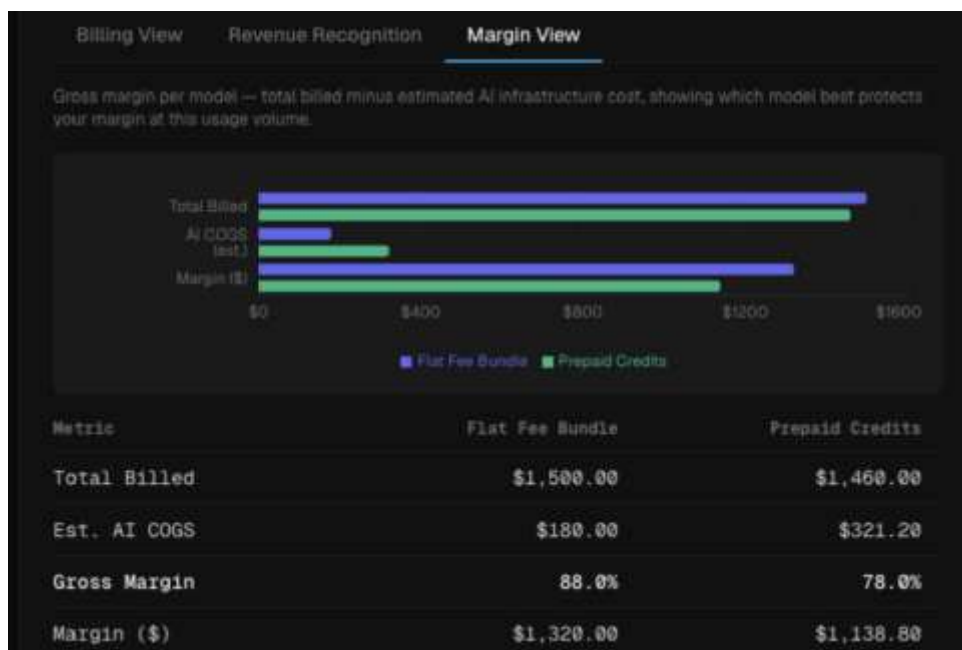 Billing View Revenue Recognition Margin View
Gross margin per model — total billed minus estimated AI infrastructure cost, showing which model best protects
your margin at this usage volume.
Total Billed
AI COGS
(est.)
Margin ($)
$0 $400 $800 $1200 $1600
Flat Fee Bundle Prepaid Credits
Metric Flat Fee Bundle Prepaid Credits
Total Billed $1,500.00 $1,460.00
Est. AI COGS $180.00 $321.20
Gross Margin 88.0% 78.0%
Margin ($) $1,320.00 $1,138.80